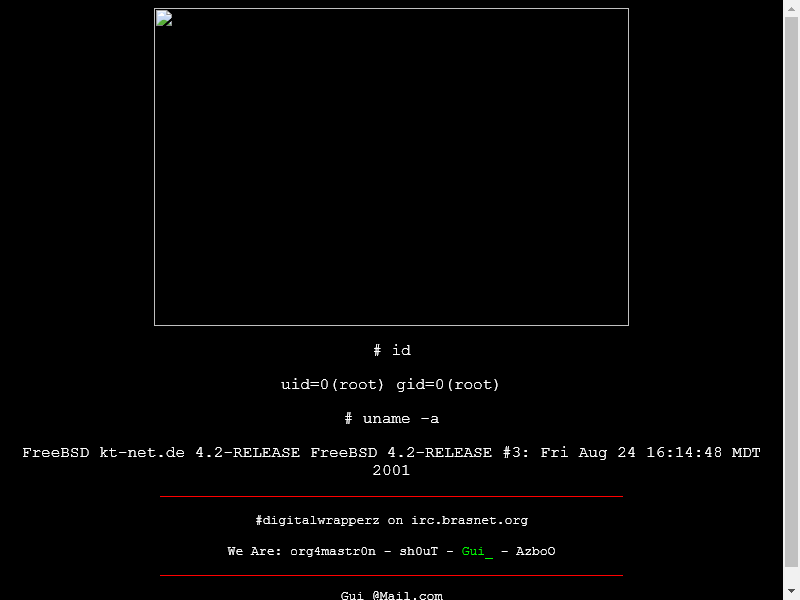 # id
uid=0(root) gid=0(root)
# uname -a
FreeBSD kt-net.de 4.2-RELEASE FreeBSD 4.2-RELEASE #3: Fri Aug 24 16:14:48 MDT
2001
#digitalwrapperz on irc.brasnet.org
We Are: org4mastr0n - sh0uT - Gui_ - AzboO
Gui_@Mail.com